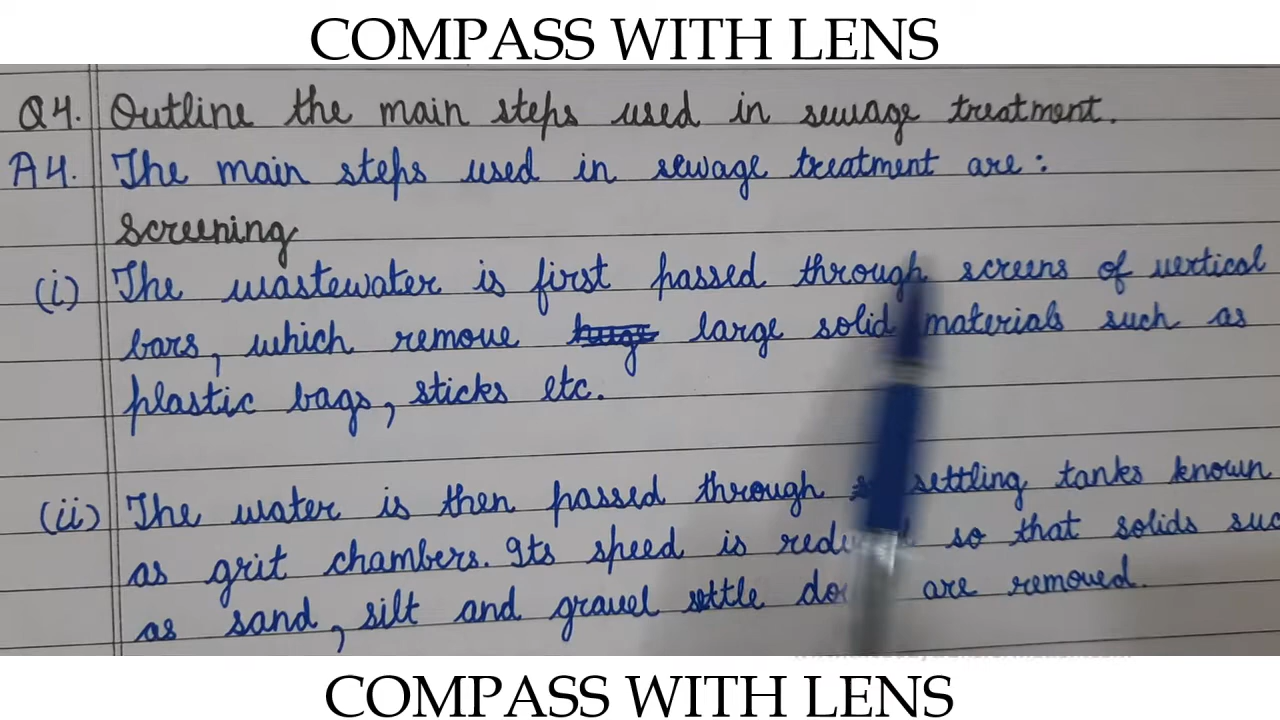 COMPASS WITH LENS
Q4. Outline the main steps used in sewage treatment.
A4. The main steps used in sewage treatment are:
screening
(i) The wastewater is first passed through screens of vertical
bars, which remove large solid materials such as
plastic bags, sticks etc.
(ii) The water is then passed through settling tanks known
as grit chambers. Its speed is so that solids suc
as sand, silt and gravel settle are removed.
COMPASS WITH LENS